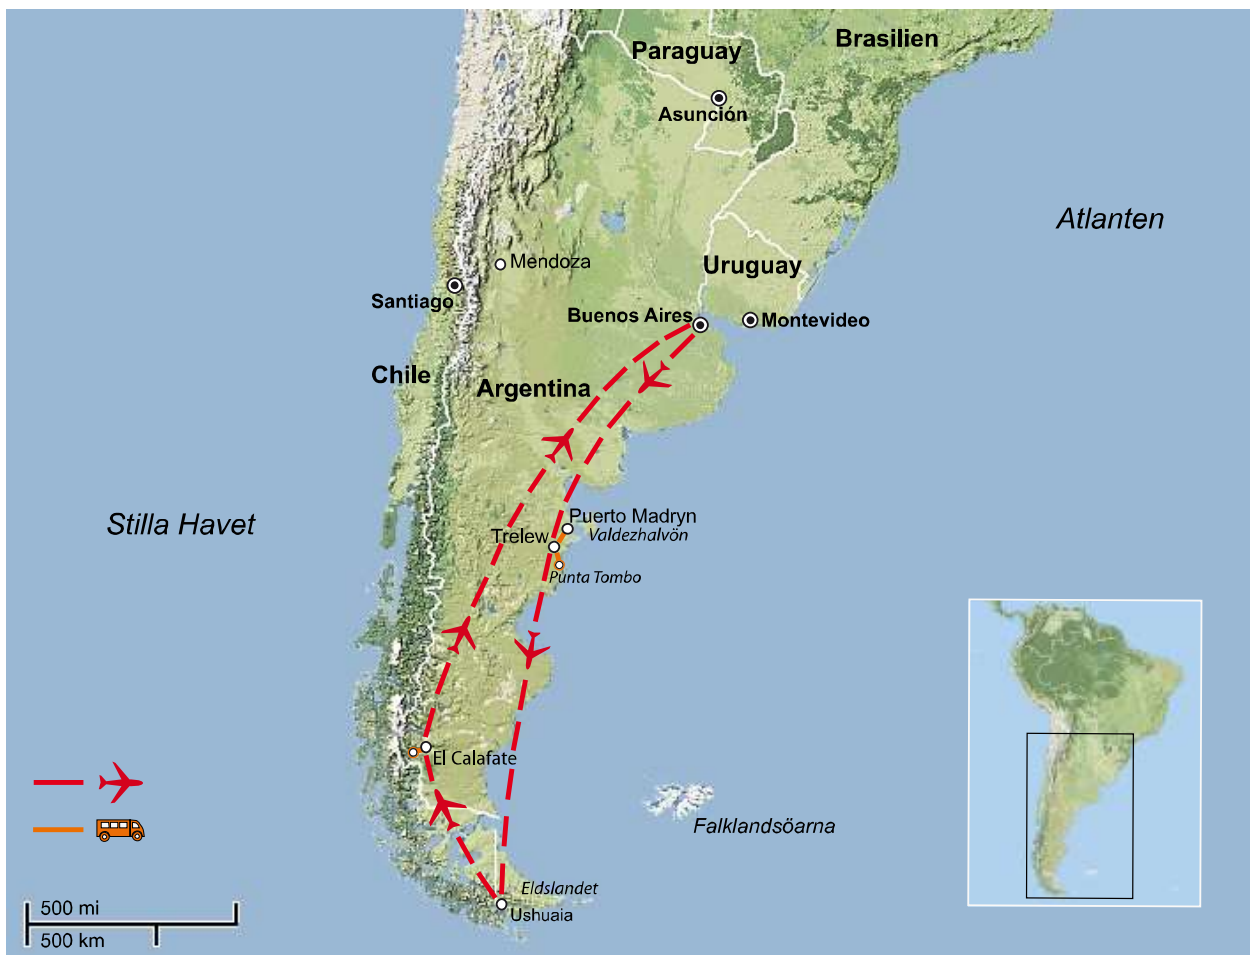 Brasilien
Paraguay
Asunción
Atlanten
Mendoza
Uruguay
Santiago
Buenos Aires
Montevideo
Chile
Argentina
Stilla Havet
Puerto Madryn
Trelew
Valdezhalvön
Punta Tombo
El Calafate
Falklandsöarna
Eldslandet
Ushuaia
500 mi
500 km